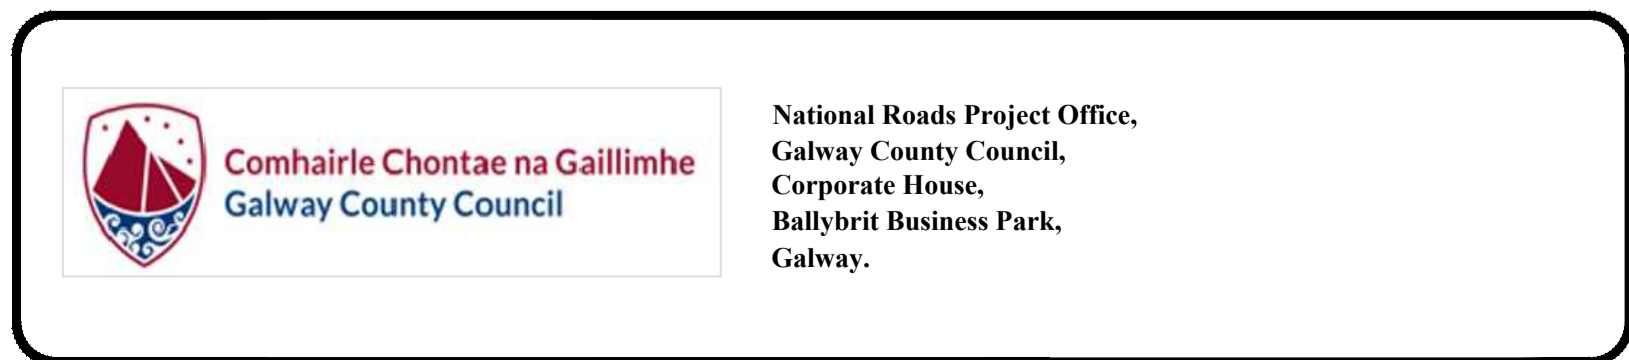 Comhairle Chontae na Gaillimhe
Galway County Council
National Roads Project Office,
Galway County Council,
Corporate House,
Ballybrit Business Park,
Galway.